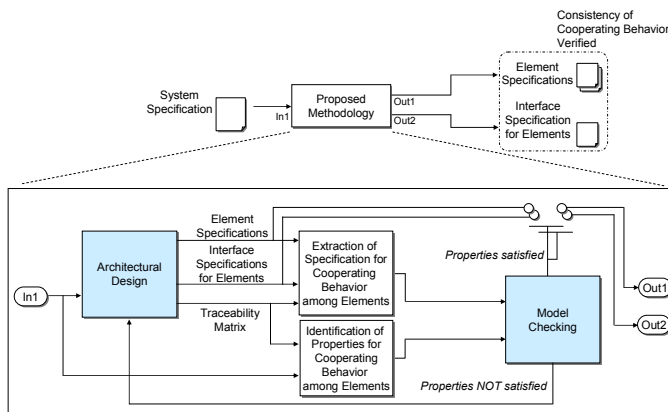 Consistency of
Cooperating Behavior
Verified
System
Specification
In1
Proposed
Methodology
Out1
Out2
Element
Specifications
Interface
Specification
for Elements
Element
Specifications
Interface
Specifications
for Elements
Traceability
Matrix
In1
Architectural
Design
Extraction of
Specification for
Cooperating
Behavior
among Elements
Identification of
Properties for
Cooperating
Behavior
among Elements
Properties satisfied
Model
Checking
Properties NOT satisfied
Out1
Out2